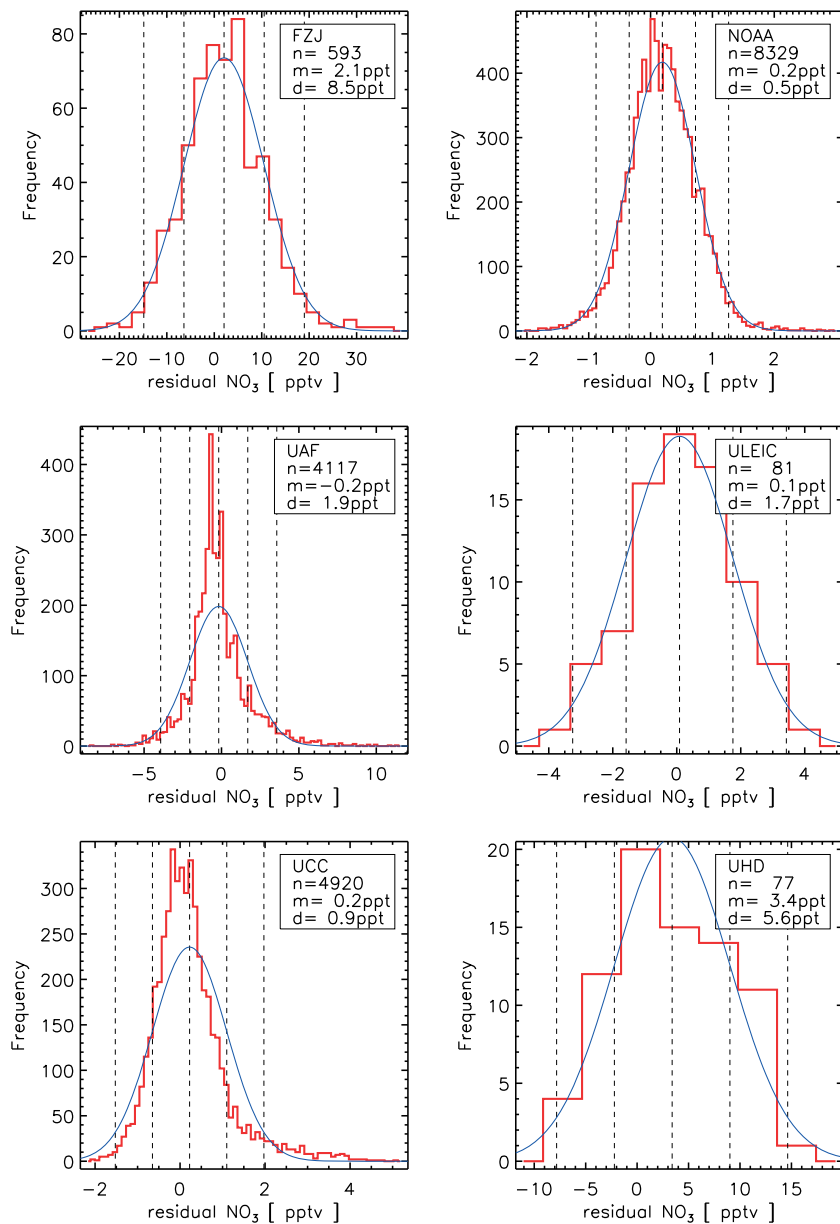 FZJ
n= 593
m= 2.1ppt
d= 8.5ppt
80
60
40
20
0
Frequency
−20 −10 0 10 20 30
residual NO₃ [ pptv ]
NOAA
n=8329
m= 0.2ppt
d= 0.5ppt
400
300
200
100
0
Frequency
−2 −1 0 1 2
residual NO₃ [ pptv ]
UAF
n=4117
m=−0.2ppt
d= 1.9ppt
400
300
200
100
0
Frequency
−5 0 5 10
residual NO₃ [ pptv ]
ULEIC
n= 81
m= 0.1ppt
d= 1.7ppt
15
10
5
0
Frequency
−4 −2 0 2 4
residual NO₃ [ pptv ]
UCC
n=4920
m= 0.2ppt
d= 0.9ppt
300
250
200
150
100
50
0
Frequency
−2 0 2 4
residual NO₃ [ pptv ]
UHD
n= 77
m= 3.4ppt
d= 5.6ppt
20
15
10
5
0
Frequency
−10 −5 0 5 10 15
residual NO₃ [ pptv ]